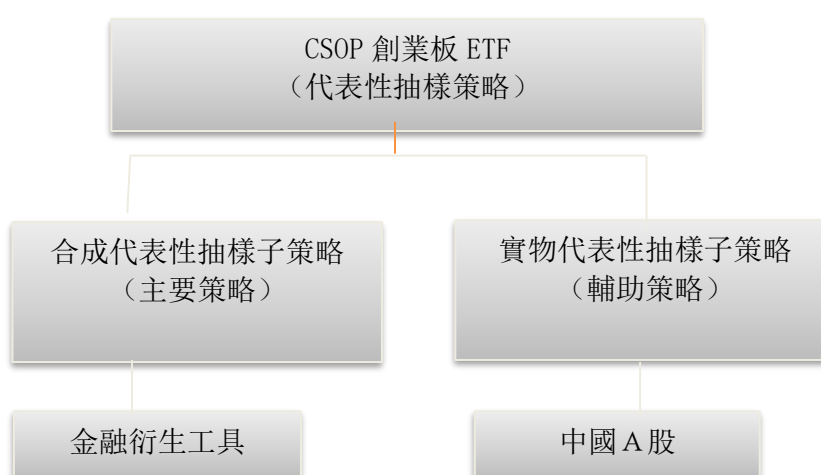 CSOP 創業板 ETF
（代表性抽樣策略）
合成代表性抽樣子策略
（主要策略）
實物代表性抽樣子策略
（輔助策略）
金融衍生工具
中國A股